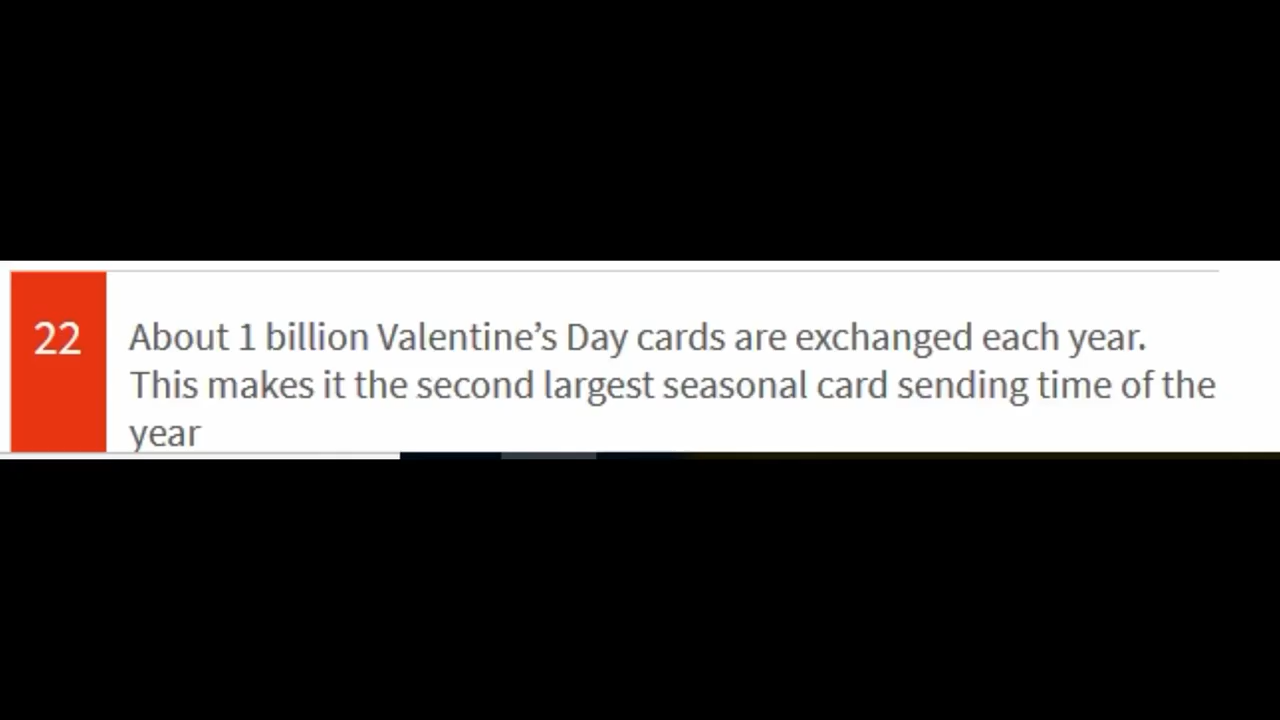 22
About 1 billion Valentine’s Day cards are exchanged each year.
This makes it the second largest seasonal card sending time of the
year